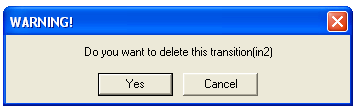 WARNING!
Do you want to delete this transition(in2)
Yes
Cancel